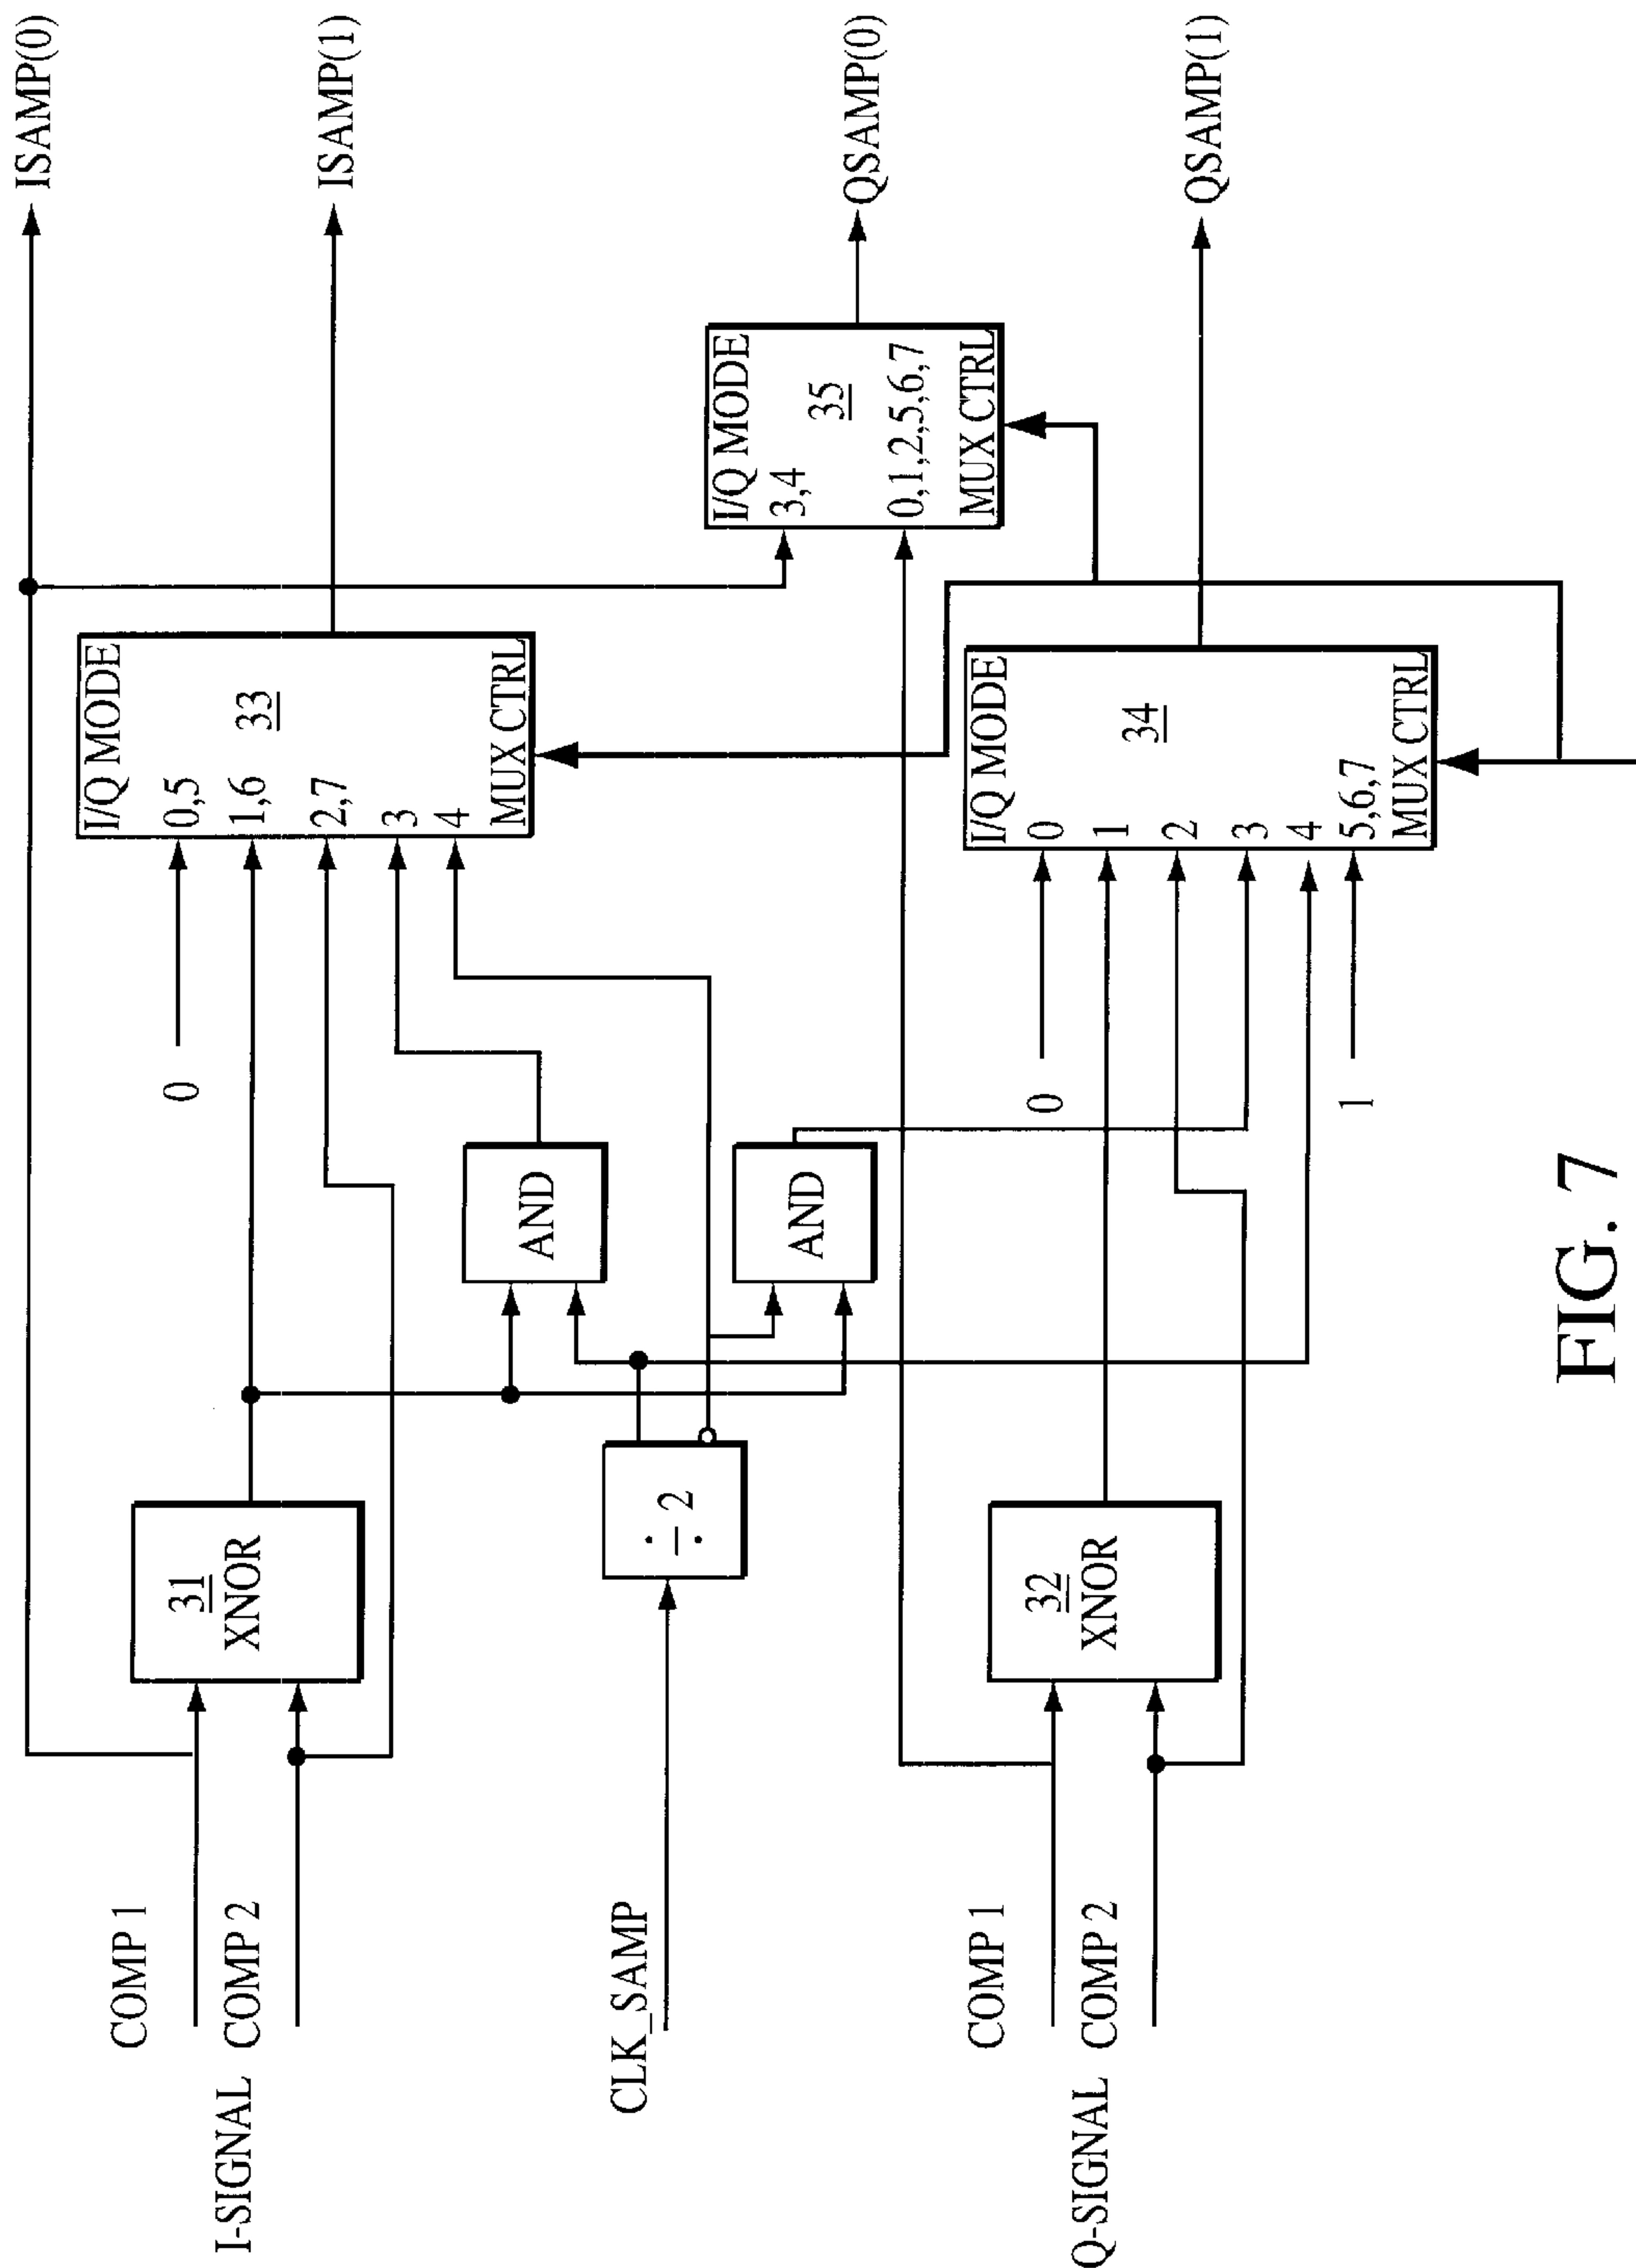 I-SIGNAL
COMP 1
COMP 2
31
XNOR
0
I/Q MODE
0,5
1,6
2,7
3
4
33
MUX CTRL
ISAMP(0)
ISAMP(1)
CLK_SAMP
÷ 2
AND
AND
I/Q MODE
3,4
35
0,1,2,5,6,7
MUX CTRL
QSAMP(0)
Q-SIGNAL
COMP 1
COMP 2
32
XNOR
0
1
I/Q MODE
0
1
2
3
4
5,6,7
34
MUX CTRL
QSAMP(1)
FIG. 7